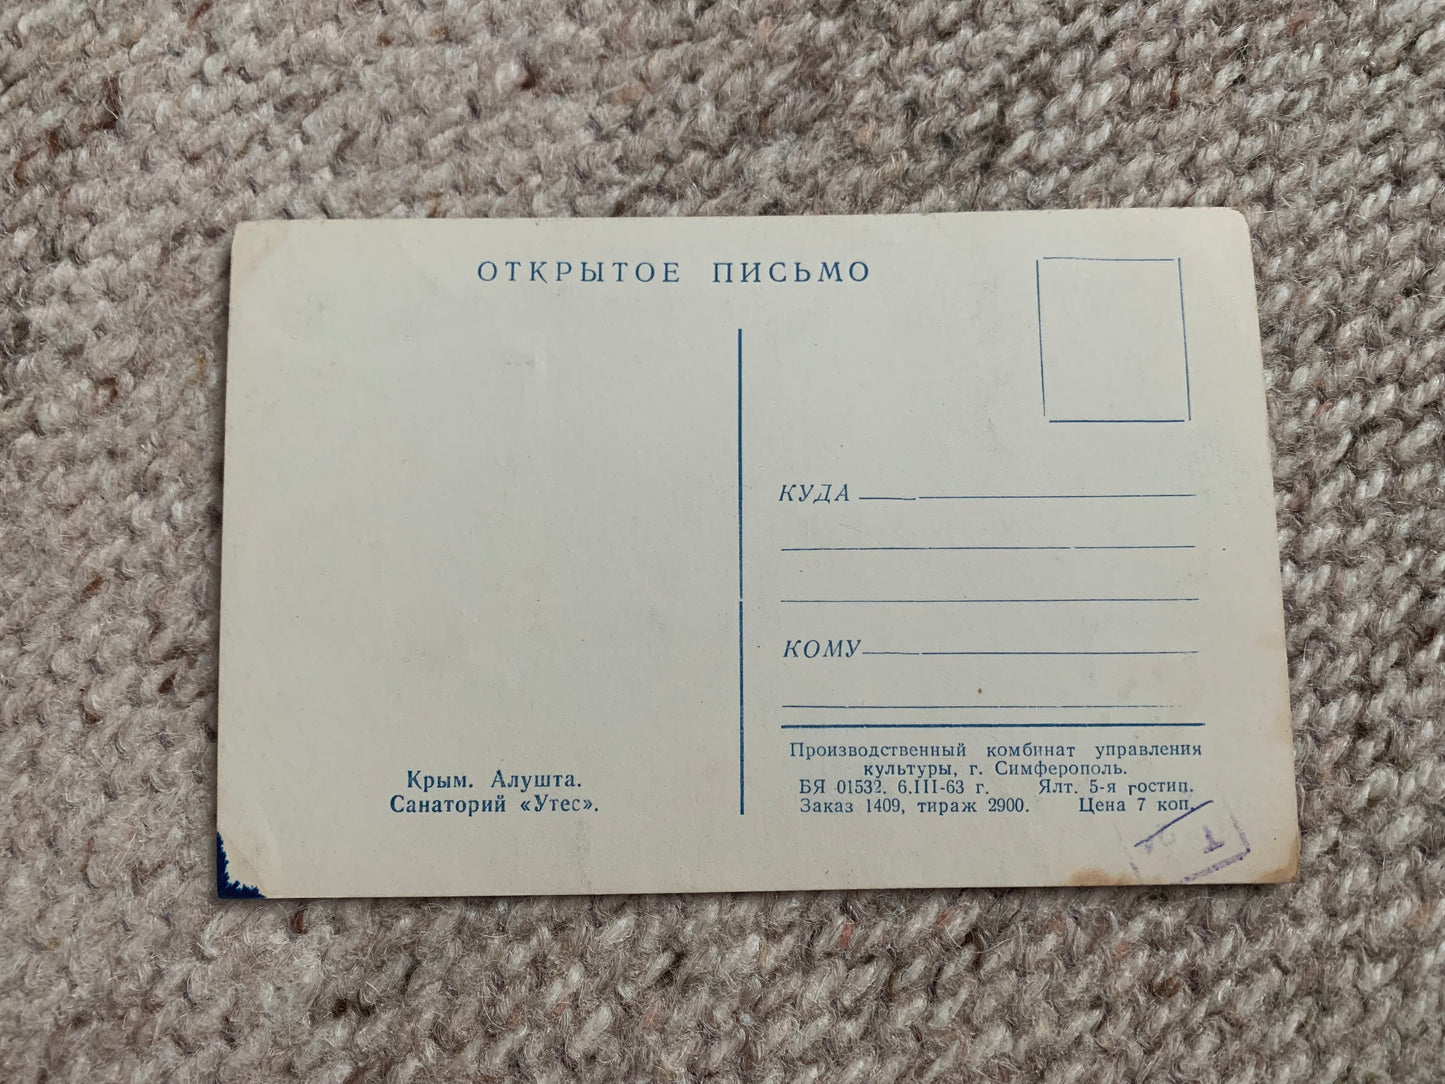 ОТКРЫТОЕ ПИСЬМО
КУДА
КОМУ
Крым. Алушта.
Санаторий «Утес».
Производственный комбинат управления
культуры, г. Симферополь.
БЯ 01532. 6.III-63 г. Ялт. 5-я гостип.
Заказ 1409, тираж 2900. Цена 7 коп.